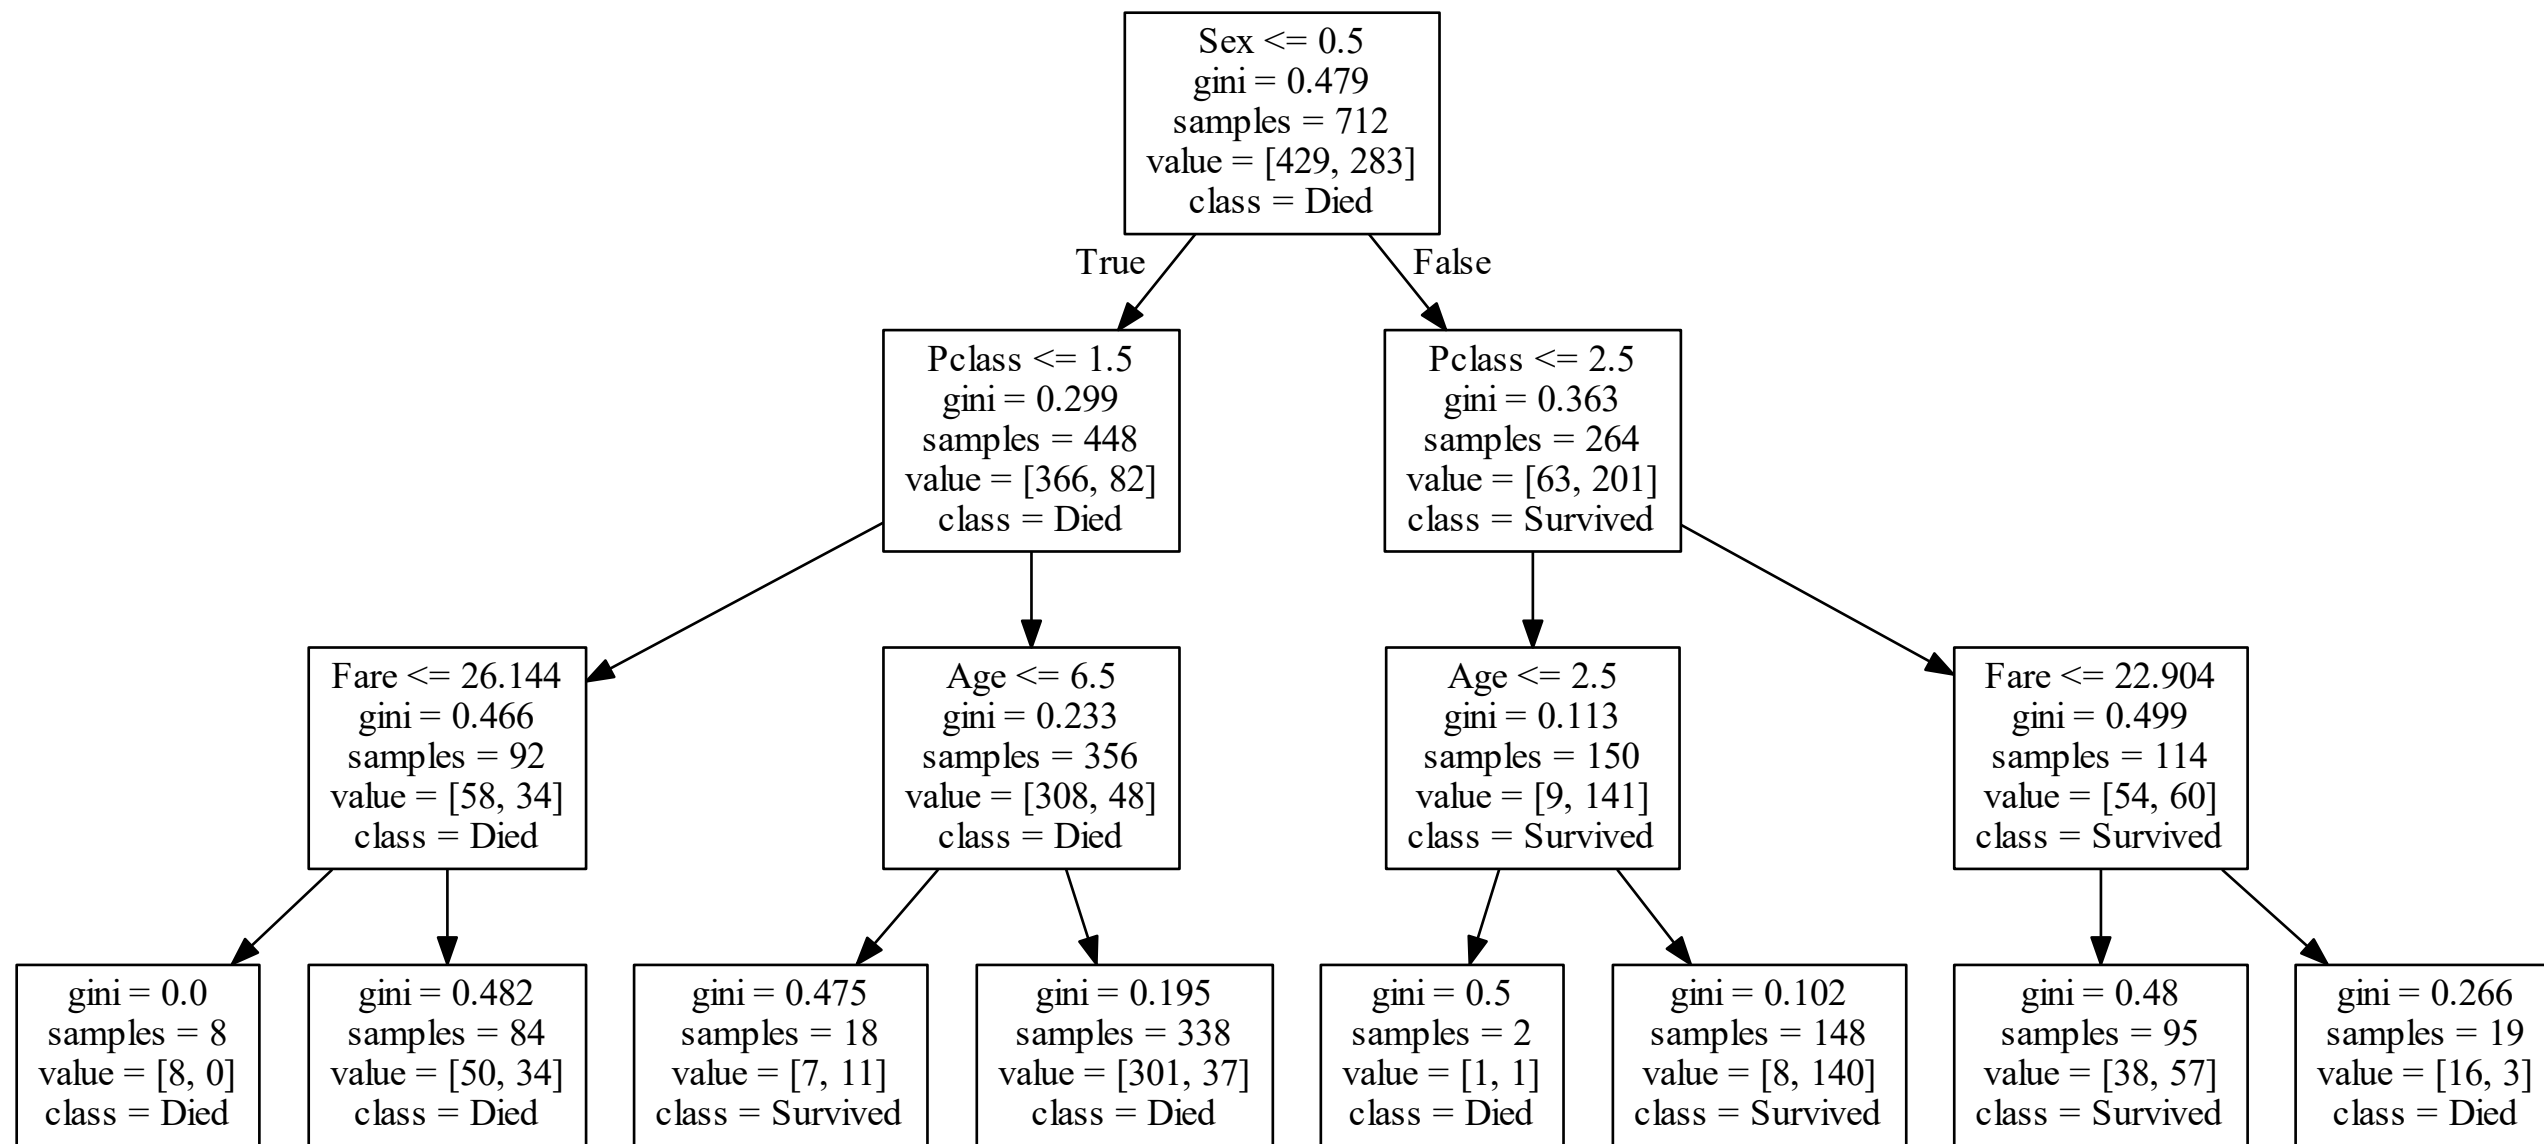 Sex <= 0.5
gini = 0.479
samples = 712
value = [429, 283]
class = Died
True
False
Pclass <= 1.5
gini = 0.299
samples = 448
value = [366, 82]
class = Died
Pclass <= 2.5
gini = 0.363
samples = 264
value = [63, 201]
class = Survived
Fare <= 26.144
gini = 0.466
samples = 92
value = [58, 34]
class = Died
Age <= 6.5
gini = 0.233
samples = 356
value = [308, 48]
class = Died
Age <= 2.5
gini = 0.113
samples = 150
value = [9, 141]
class = Survived
Fare <= 22.904
gini = 0.499
samples = 114
value = [54, 60]
class = Survived
gini = 0.0
samples = 8
value = [8, 0]
class = Died
gini = 0.482
samples = 84
value = [50, 34]
class = Died
gini = 0.475
samples = 18
value = [7, 11]
class = Survived
gini = 0.195
samples = 338
value = [301, 37]
class = Died
gini = 0.5
samples = 2
value = [1, 1]
class = Died
gini = 0.102
samples = 148
value = [8, 140]
class = Survived
gini = 0.48
samples = 95
value = [38, 57]
class = Survived
gini = 0.266
samples = 19
value = [16, 3]
class = Died